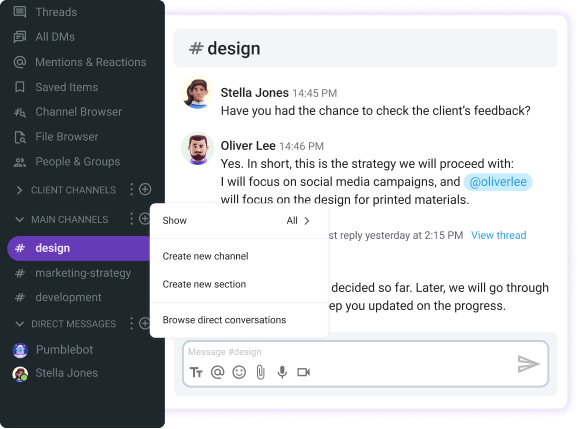 Threads
All DMs
Mentions & Reactions
Saved Items
Channel Browser
File Browser
People & Groups
CLIENT CHANNELS
MAIN CHANNELS
# design
# marketing-strategy
# development
DIRECT MESSAGES
Pumblebot
Stella Jones
Show All
Create new channel
Create new section
Browse direct conversations
# design
Stella Jones 14:45 PM
Have you had the chance to check the client’s feedback?
Oliver Lee 14:46 PM
Yes. In short, this is the strategy we will proceed with:
I will focus on social media campaigns, and @oliverlee
will focus on the design for printed materials.
reply yesterday at 2:15 PM View thread
decided so far. Later, we will go through
you updated on the progress.
Message #design